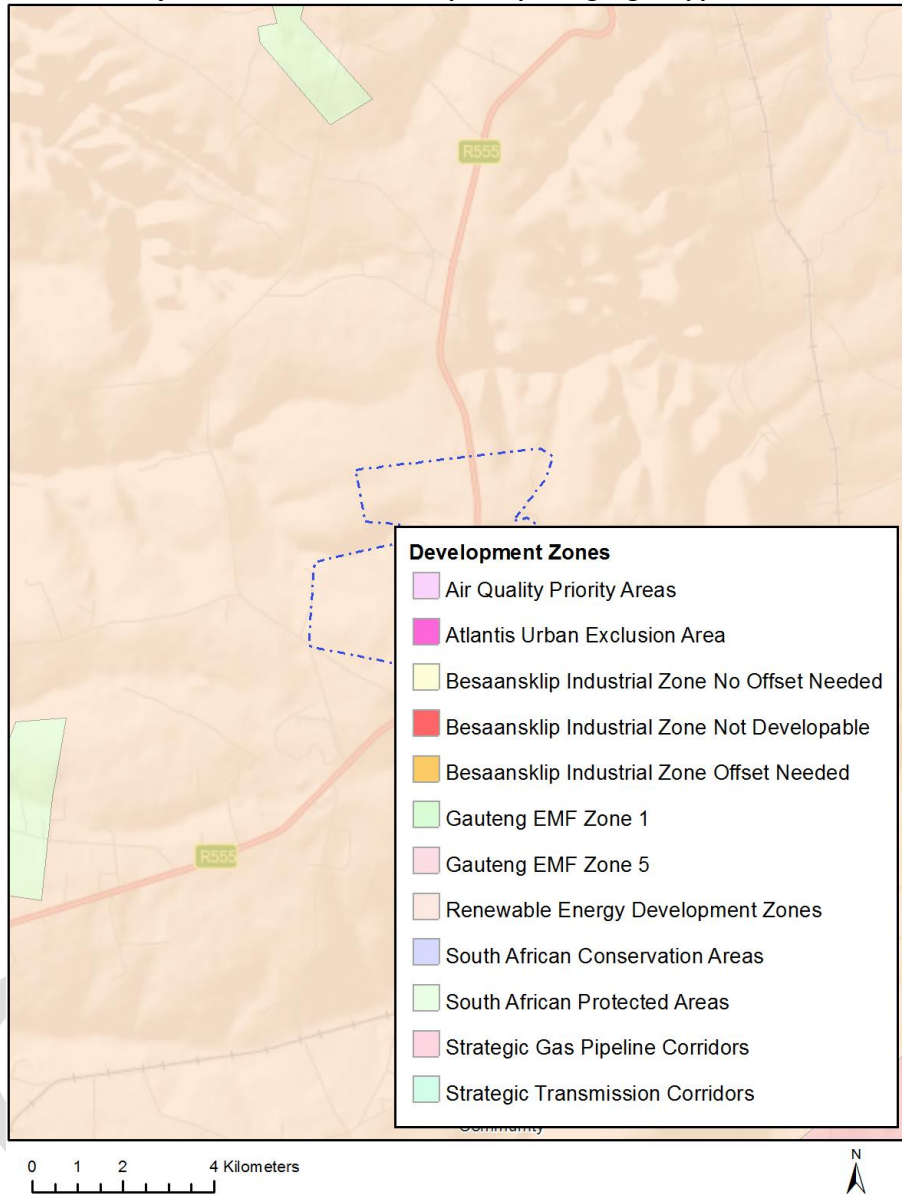 R555
Development Zones
Air Quality Priority Areas
Atlantis Urban Exclusion Area
Besaansklip Industrial Zone No Offset Needed
Besaansklip Industrial Zone Not Developable
Besaansklip Industrial Zone Offset Needed
Gauteng EMF Zone 1
Gauteng EMF Zone 5
R555
Renewable Energy Development Zones
South African Conservation Areas
South African Protected Areas
Strategic Gas Pipeline Corridors
Strategic Transmission Corridors
Community
0 1 2 4 Kilometers
N